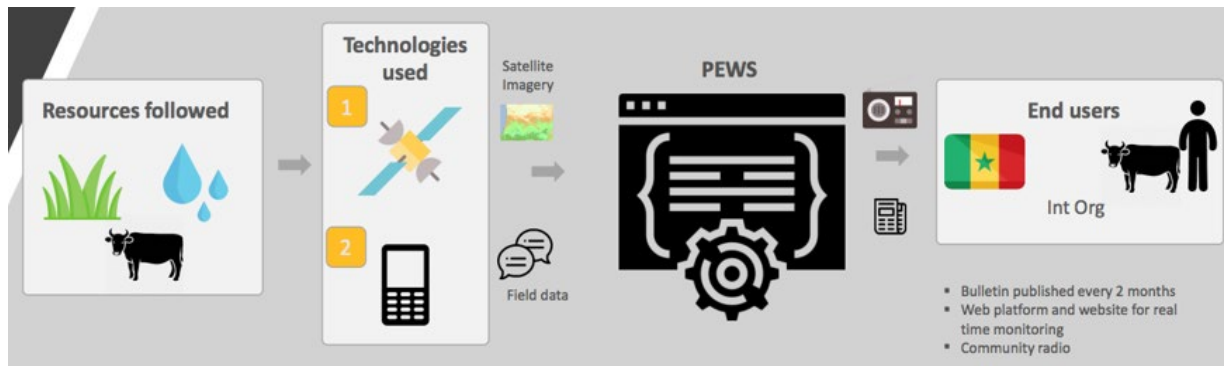 Resources followed
Technologies
used
1
2
Satellite
Imagery
Field data
PEWS
End users
Int Org
▪ Bulletin published every 2 months
▪ Web platform and website for real
time monitoring
▪ Community radio